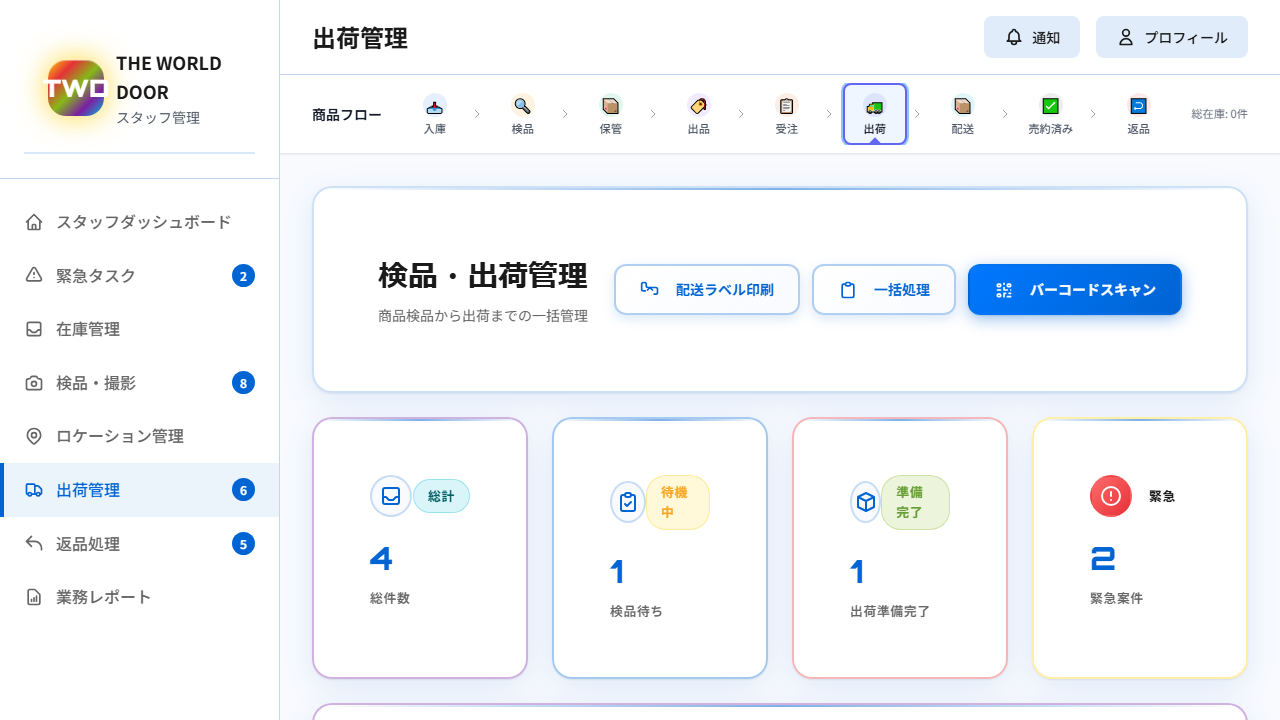 TWD
THE WORLD
DOOR
スタッフ管理
スタッフダッシュボード
緊急タスク
2
在庫管理
検品・撮影
8
ロケーション管理
出荷管理
6
返品処理
5
業務レポート
出荷管理
通知
プロフィール
商品フロー
入庫
検品
保管
出品
受注
出荷
配送
売約済み
返品
総在庫: 0件
検品・出荷管理
商品検品から出荷までの一括管理
配送ラベル印刷
一括処理
バーコードスキャン
総計
4
総件数
待機
中
1
検品待ち
準備
完了
1
出荷準備完了
緊急
2
緊急案件